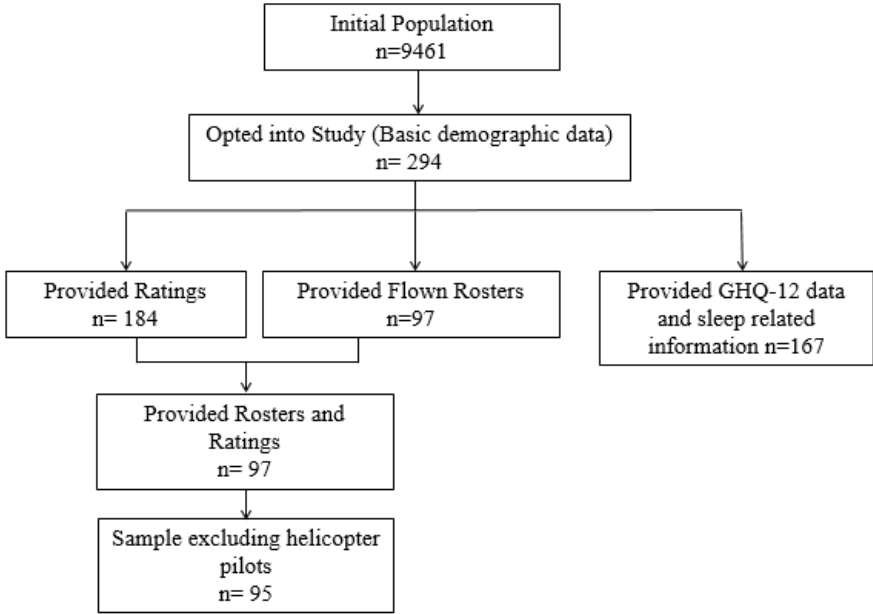 Initial Population
n=9461
Opted into Study (Basic demographic data)
n= 294
Provided Ratings
n= 184
Provided Flown Rosters
n=97
Provided GHQ-12 data
and sleep related
information n=167
Provided Rosters and
Ratings
n= 97
Sample excluding helicopter
pilots
n= 95